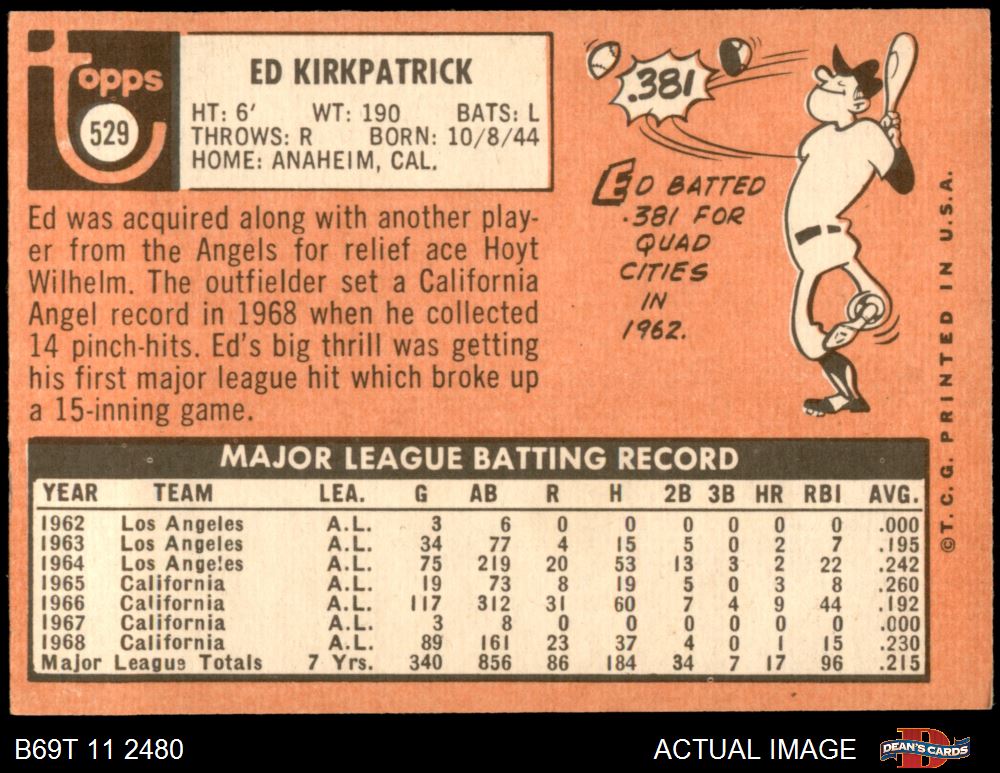 Topps
529
ED KIRKPATRICK
HT: 6' WT: 190 BATS: L
THROWS: R BORN: 10/8/44
HOME: ANAHEIM, CAL.
Ed was acquired along with another play-
er from the Angels for relief ace Hoyt
Wilhelm. The outfielder set a California
Angel record in 1968 when he collected
14 pinch-hits. Ed's big thrill was getting
his first major league hit which broke up
a 15-inning game.
.381
ED BATTED
.381 FOR
QUAD
CITIES
IN
1962.
©T.C.G. PRINTED IN U.S.A.
MAJOR LEAGUE BATTING RECORD
YEAR TEAM LEA. G AB R H 2B 3B HR RBI AVG.
1962 Los Angeles A.L. 3 6 0 0 0 0 0 0 .000
1963 Los Angeles A.L. 34 77 4 15 5 0 2 7 .195
1964 Los Angeles A.L. 75 219 20 53 13 3 2 22 .242
1965 California A.L. 19 73 8 19 5 0 3 8 .260
1966 California A.L. 117 312 31 60 7 4 9 44 .192
1967 California A.L. 3 8 0 0 0 0 0 0 .000
1968 California A.L. 89 161 23 37 4 0 1 15 .230
Major League Totals 7 Yrs. 340 856 86 184 34 7 17 96 .215
B69T 11 2480 ACTUAL IMAGE
DEAN'S CARDS